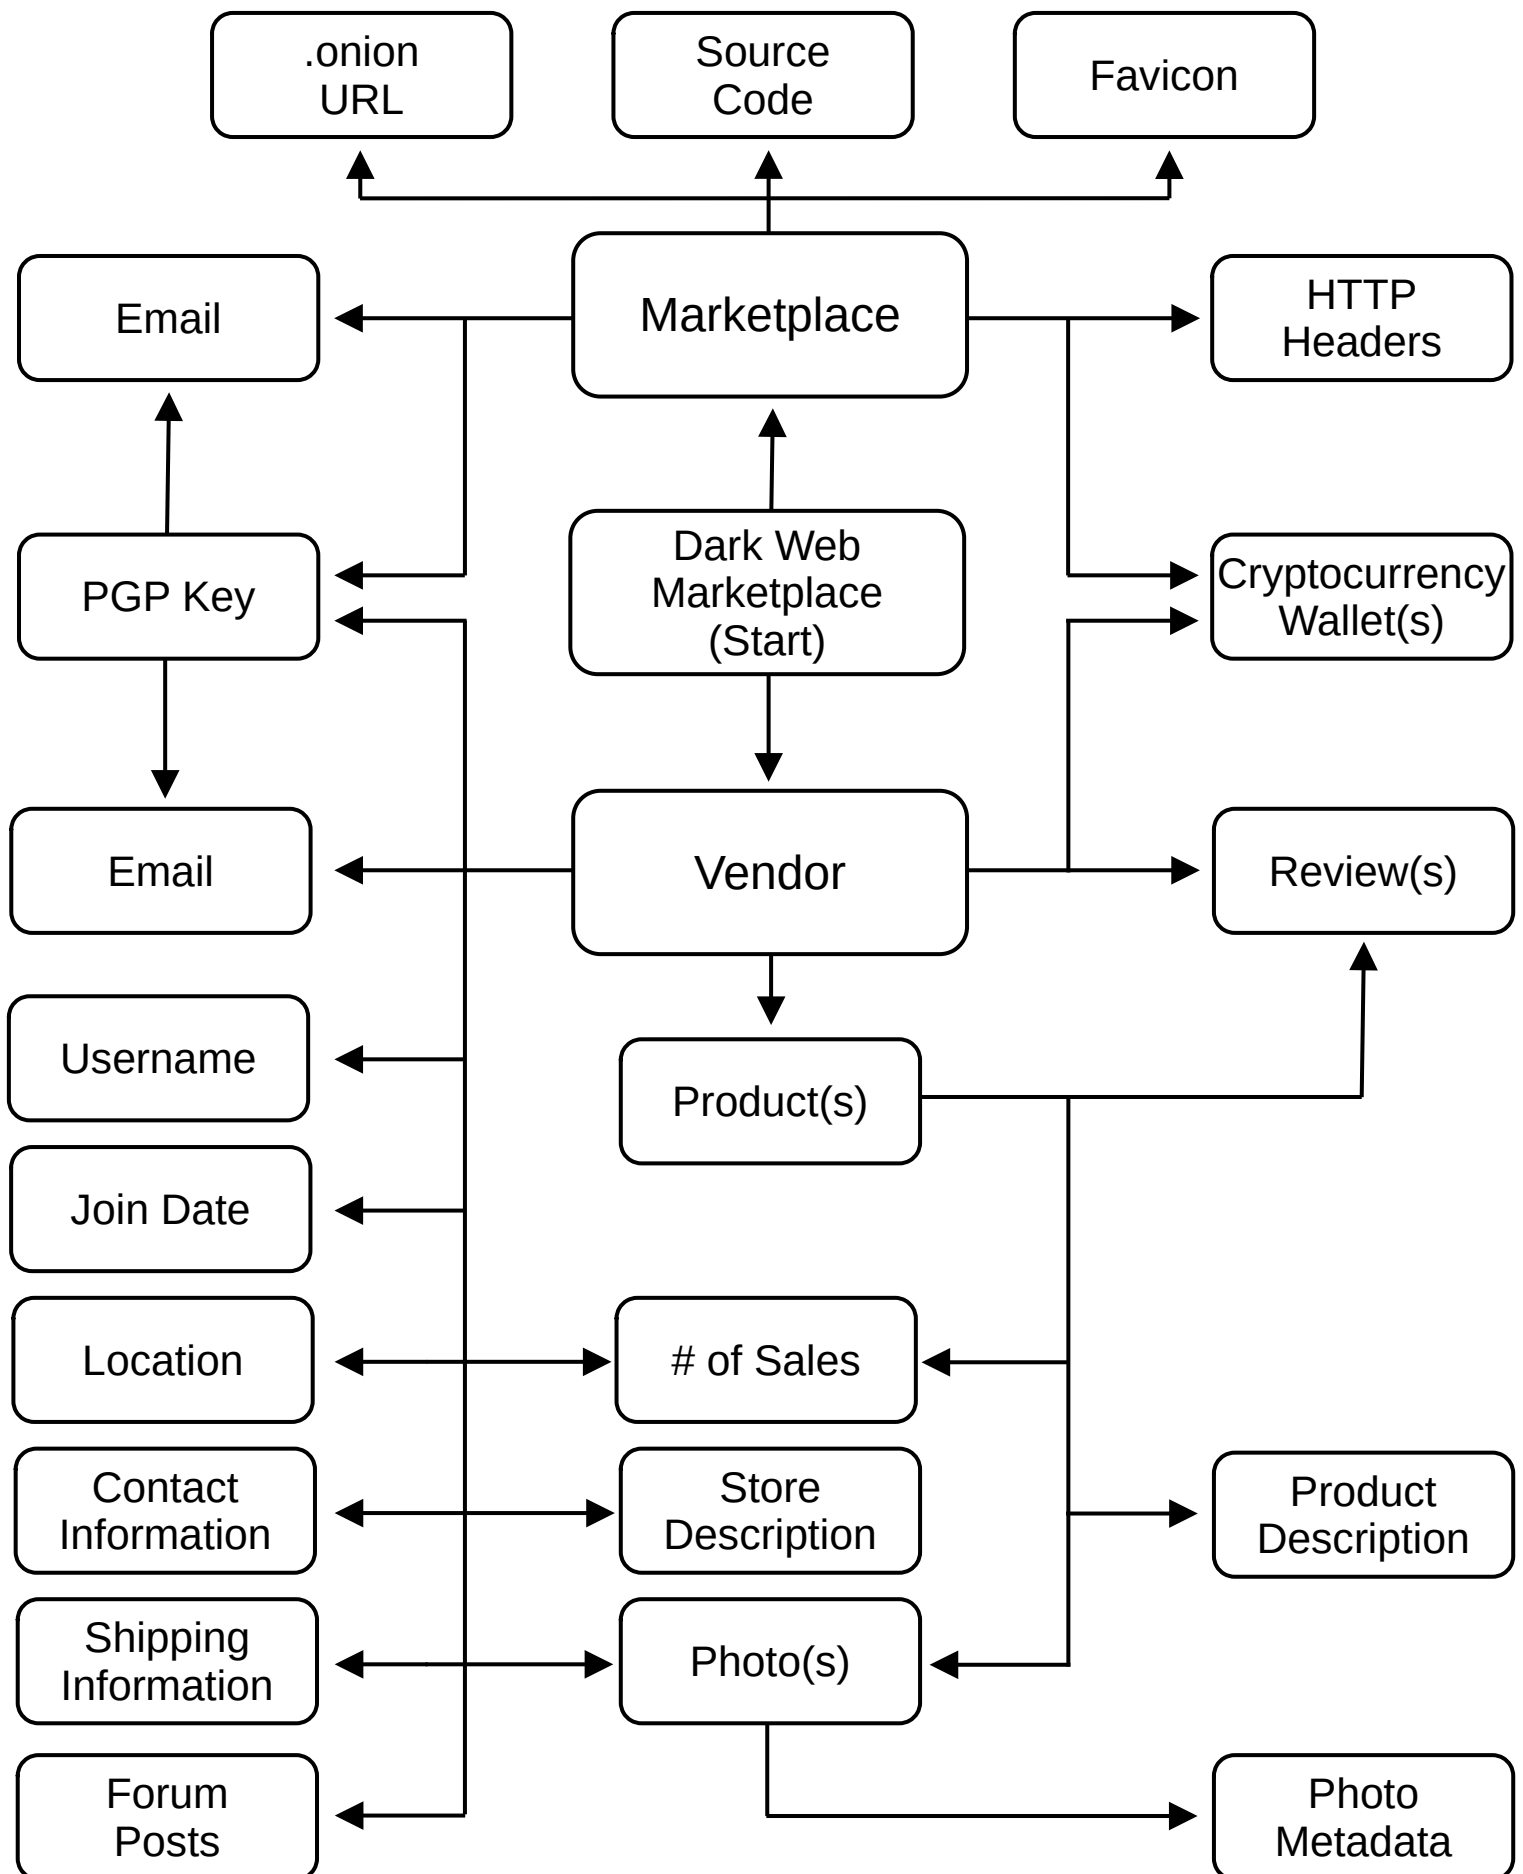 .onion
URL
Source
Code
Favicon
Email
Marketplace
HTTP
Headers
PGP Key
Dark Web
Marketplace
(Start)
Cryptocurrency
Wallet(s)
Email
Vendor
Review(s)
Username
Product(s)
Join Date
Location
# of Sales
Contact
Information
Store
Description
Product
Description
Shipping
Information
Photo(s)
Forum
Posts
Photo
Metadata